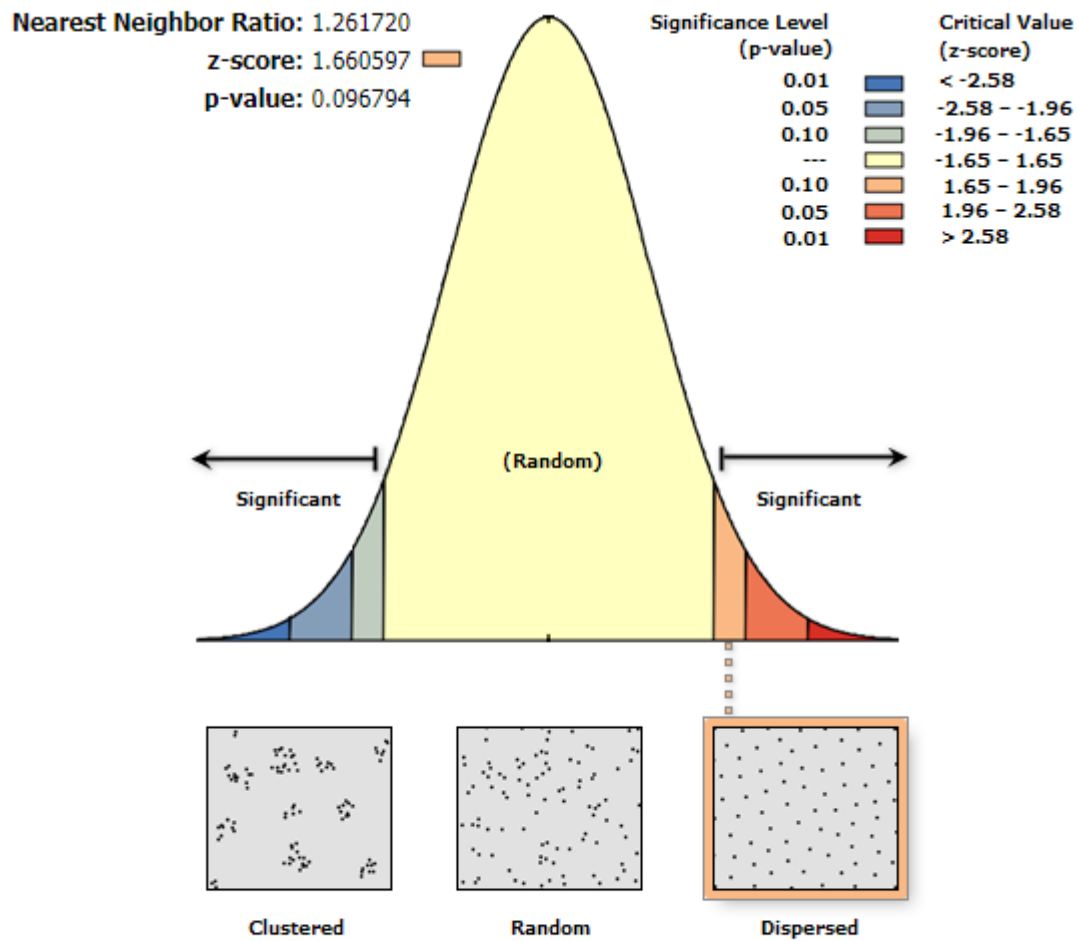 Nearest Neighbor Ratio: 1.261720
z-score: 1.660597
p-value: 0.096794
Significance Level
(p-value)
Critical Value
(z-score)
0.01 < -2.58
0.05 -2.58 – -1.96
0.10 -1.96 – -1.65
--- -1.65 – 1.65
0.10 1.65 – 1.96
0.05 1.96 – 2.58
0.01 > 2.58
(Random)
Significant
Significant
Clustered
Random
Dispersed